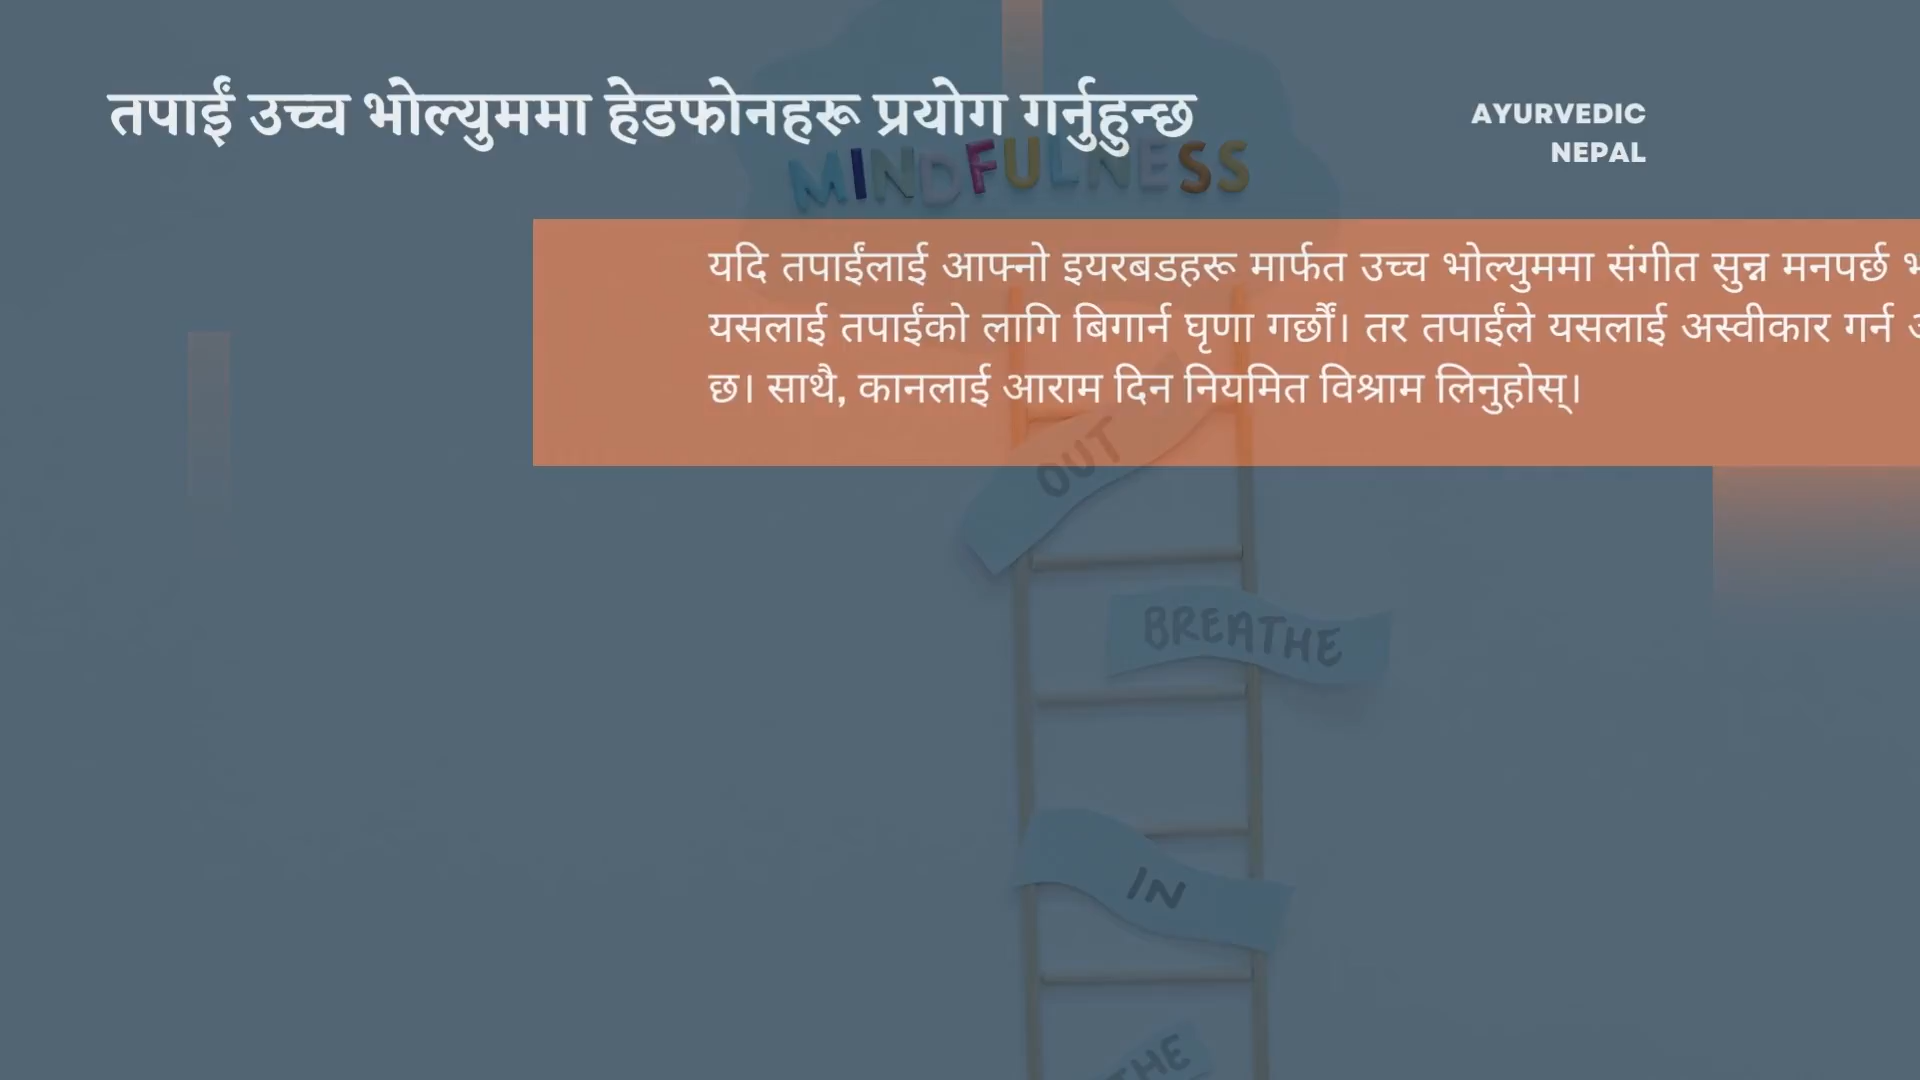 तपाईं उच्च भोल्युममा हेडफोनहरू प्रयोग गर्नुहुन्छ
AYURVEDIC
NEPAL
MINDFULNESS
यदि तपाईंलाई आफ्नो इयरबडहरू मार्फत उच्च भोल्युममा संगीत सुन्न मनपर्छ
यसलाई तपाईंको लागि बिगार्न घृणा गर्छौं। तर तपाईंले यसलाई अस्वीकार गर्न
छ। साथै, कानलाई आराम दिन नियमित विश्राम लिनुहोस्।
OUT
BREATHE
IN
THE